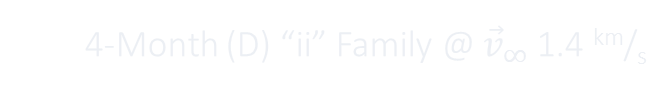 4-Month (D) “ii” Family @ v⃗∞ 1.4 km/s